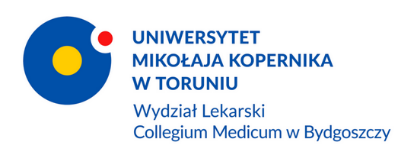 UNIWERSYTET
MIKOŁAJA KOPERNIKA
W TORUNIU
Wydział Lekarski
Collegium Medicum w Bydgoszczy